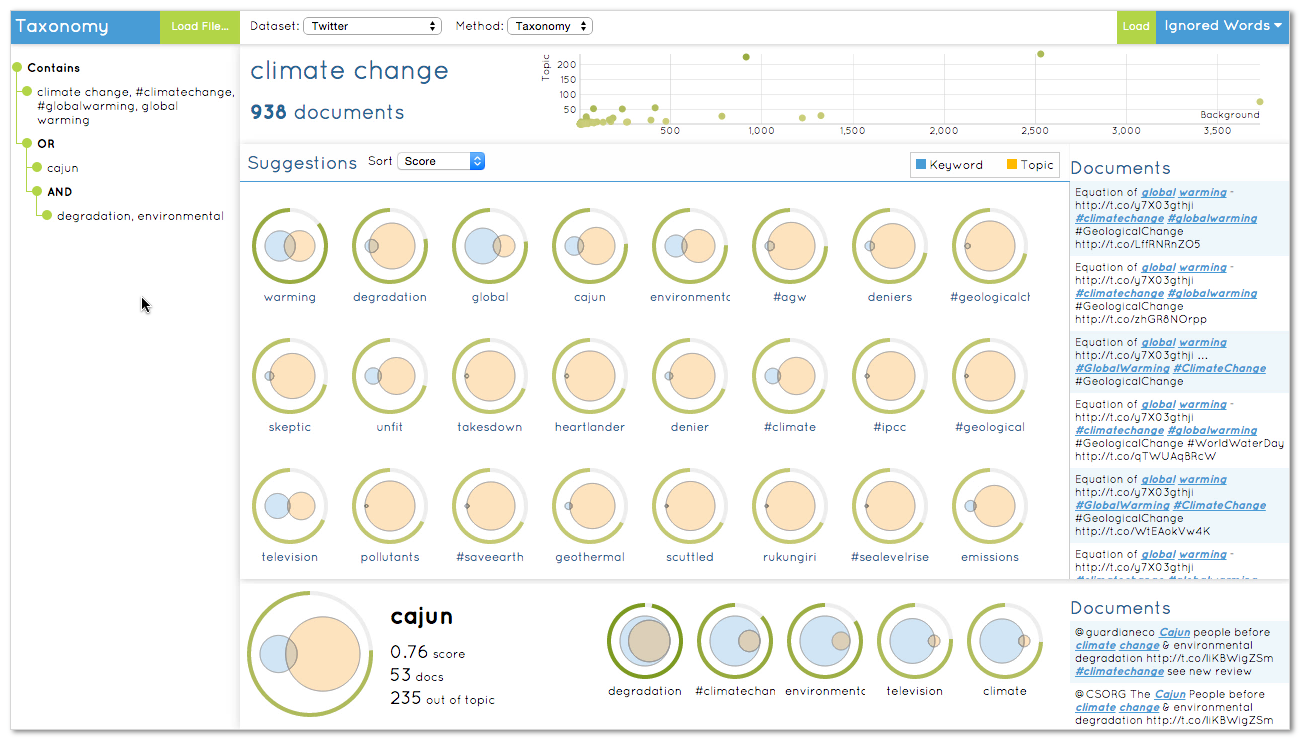 Taxonomy
Load File...
Dataset: Twitter
Method: Taxonomy
Load
Ignored Words
Contains
climate change, #climatechange,
#globalwarming, global
warming
OR
cajun
AND
degradation, environmental
climate change
938 documents
Topic
200
150
100
50
Background
500 1,000 1,500 2,000 2,500 3,000 3,500
Suggestions
Sort Score
Keyword Topic
warming degradation global cajun environmentc #agw deniers #geologicalch
skeptic unfit takesdown heartlander denier #climate #ipcc #geological
television pollutants #saveearth geothermal scuttled rukungiri #sealevelrise emissions
Documents
Equation of global warming -
http://t.co/y7X03gthji
#climatechange #globalwarming
#GeologicalChange
http://t.co/LffRNRnZO5
Equation of global warming -
http://t.co/y7X03gthji
#climatechange #globalwarming
#GeologicalChange
http://t.co/zhGR8NOrpp
Equation of global warming
http://t.co/y7X03gthji ...
#GlobalWarming #ClimateChange
#GeologicalChange
Equation of global warming -
http://t.co/y7X03gthji
#climatechange #globalwarming
#GeologicalChange #WorldWaterDay
http://t.co/qTWUAqBRcW
Equation of global warming
http://t.co/y7X03gthji
#GlobalWarming #ClimateChange
#GeologicalChange
http://t.co/WtEAokVw4K
Equation of global warming -
http://t.co/y7X03gthji
#climatechange #globalwarming
cajun
0.76 score
53 docs
235 out of topic
degradation #climatechan environmentc television climate
Documents
@guardianeco Cajun people before
climate change & environmental
degradation http://t.co/liKBWigZSm
#climatechange see new review
@CSORG The Cajun People before
climate change & environmental
degradation http://t.co/liKBWigZSm